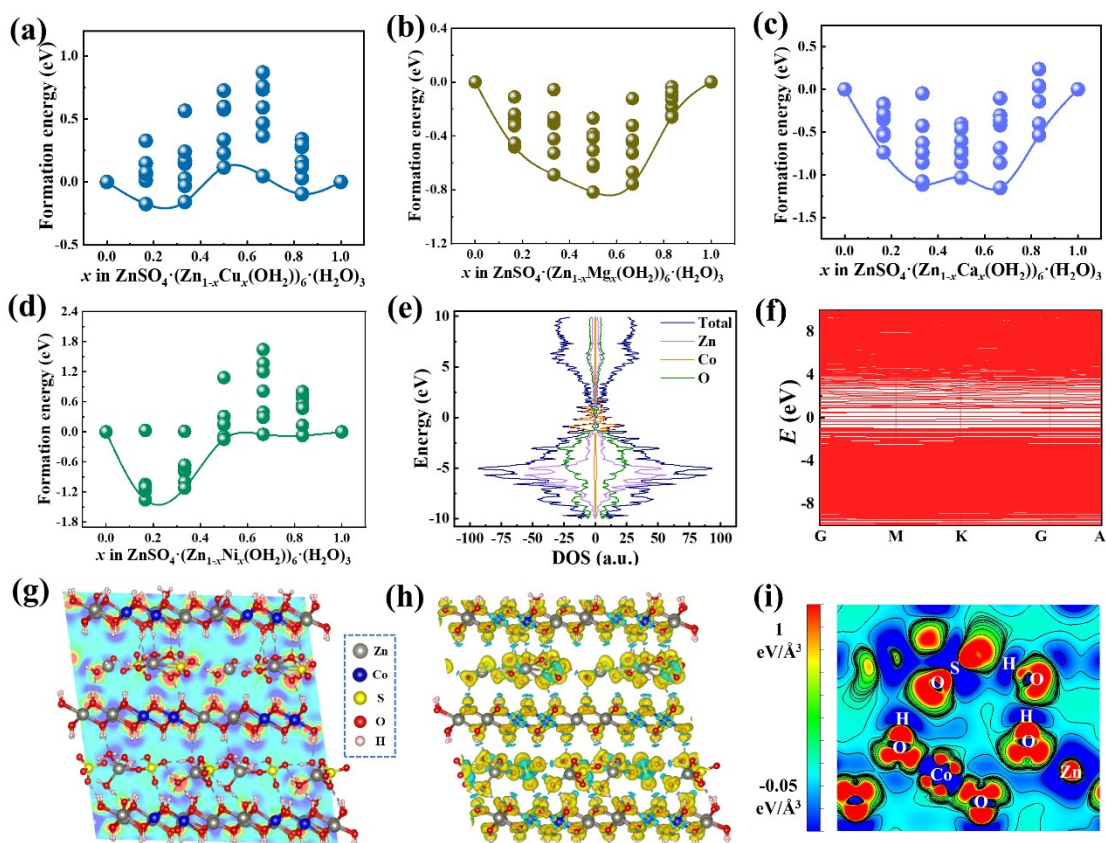 (a)
Formation energy (eV)
1.0
0.5
0.0
-0.5
0.0 0.2 0.4 0.6 0.8 1.0
x in ZnSO₄·(Zn₁₋ₓCuₓ(OH₂))₆·(H₂O)₃
(b)
Formation energy (eV)
0.4
0.0
-0.4
-0.8
-1.2
0.0 0.2 0.4 0.6 0.8 1.0
x in ZnSO₄·(Zn₁₋ₓMgₓ(OH₂))₆·(H₂O)₃
(c)
Formation energy (eV)
0.5
0.0
-0.5
-1.0
-1.5
0.0 0.2 0.4 0.6 0.8 1.0
x in ZnSO₄·(Zn₁₋ₓCaₓ(OH₂))₆·(H₂O)₃
(d)
Formation energy (eV)
2.4
1.8
1.2
0.6
0.0
-0.6
-1.2
-1.8
0.0 0.2 0.4 0.6 0.8 1.0
x in ZnSO₄·(Zn₁₋ₓNiₓ(OH₂))₆·(H₂O)₃
(e)
Energy (eV)
10
5
0
-5
-10
Total
Zn
Co
O
-100 -75 -50 -25 0 25 50 75 100
DOS (a.u.)
(f)
E (eV)
8
4
0
-4
-8
G M K G A
(g)
Zn
Co
S
O
H
(h)
(i)
1
eV/Å³
-0.05
eV/Å³
S
H
O
O
H
H
O
O
Co
Zn
O